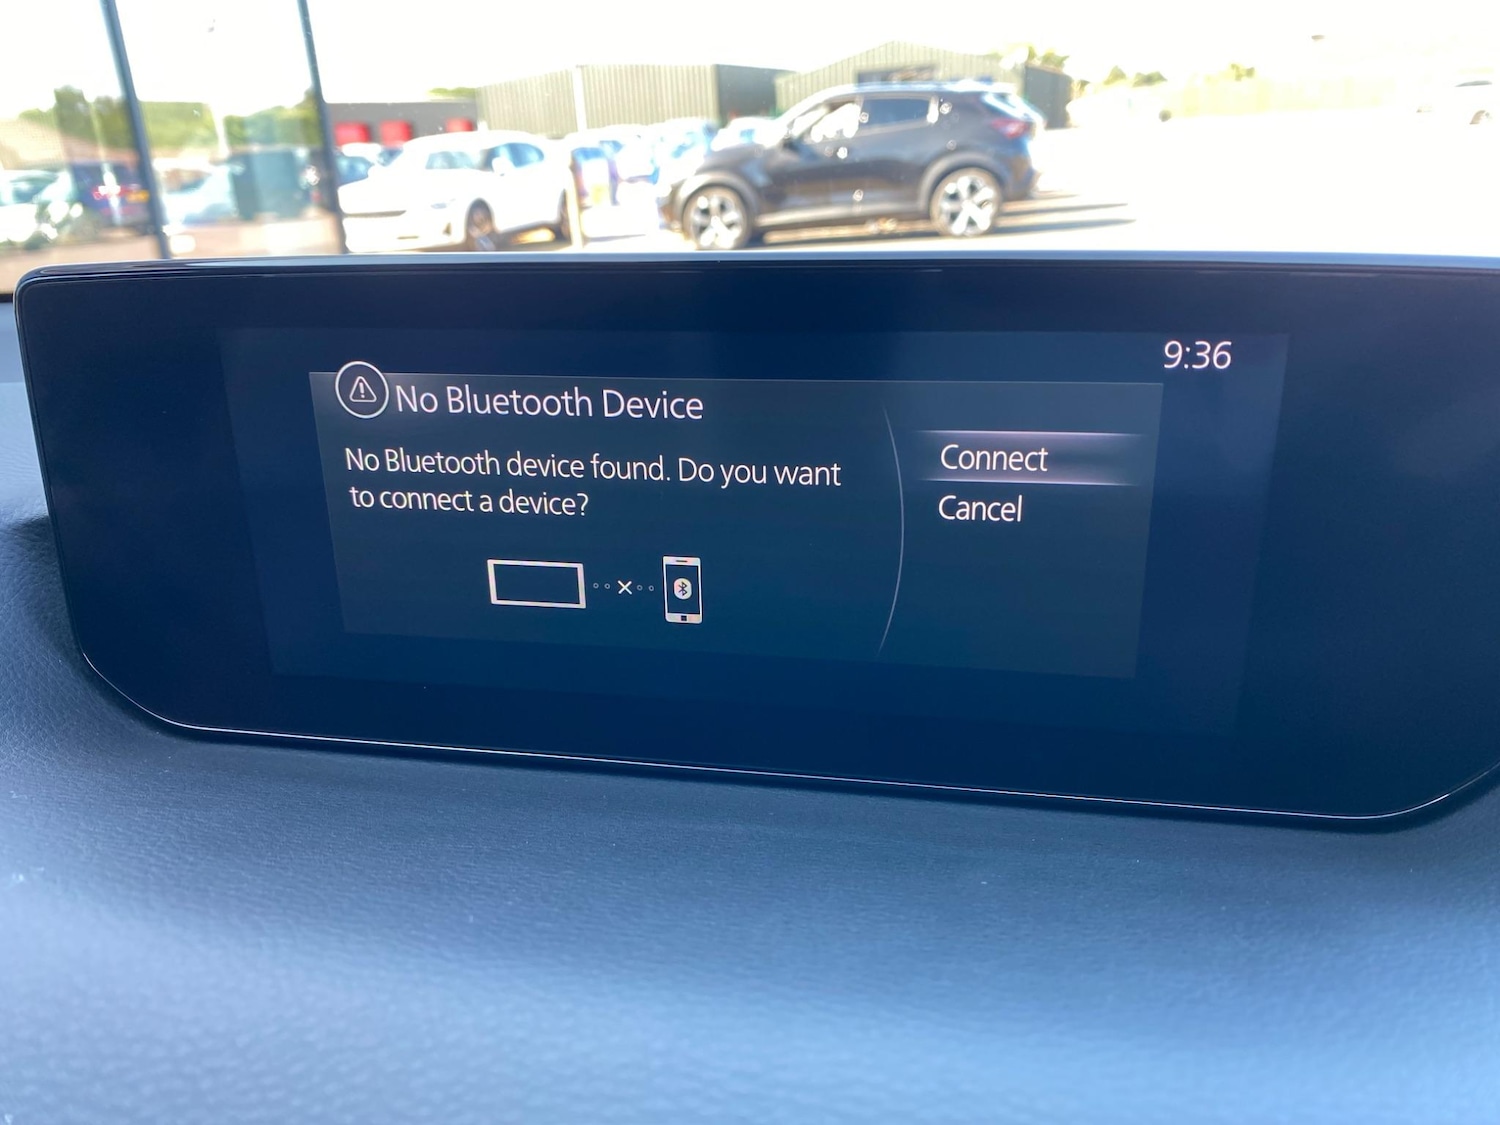 9:36
No Bluetooth Device
No Bluetooth device found. Do you want
to connect a device?
Connect
Cancel